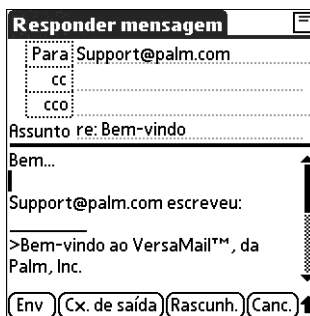 Responder mensagem
Para Support@palm.com
cc
cco
Assunto re: Bem-vindo
Bem...
Support@palm.com escreveu:
>Bem-vindo ao VersaMail™, da
Palm, Inc.
Env Cx. de saída Rascunh. Canc.